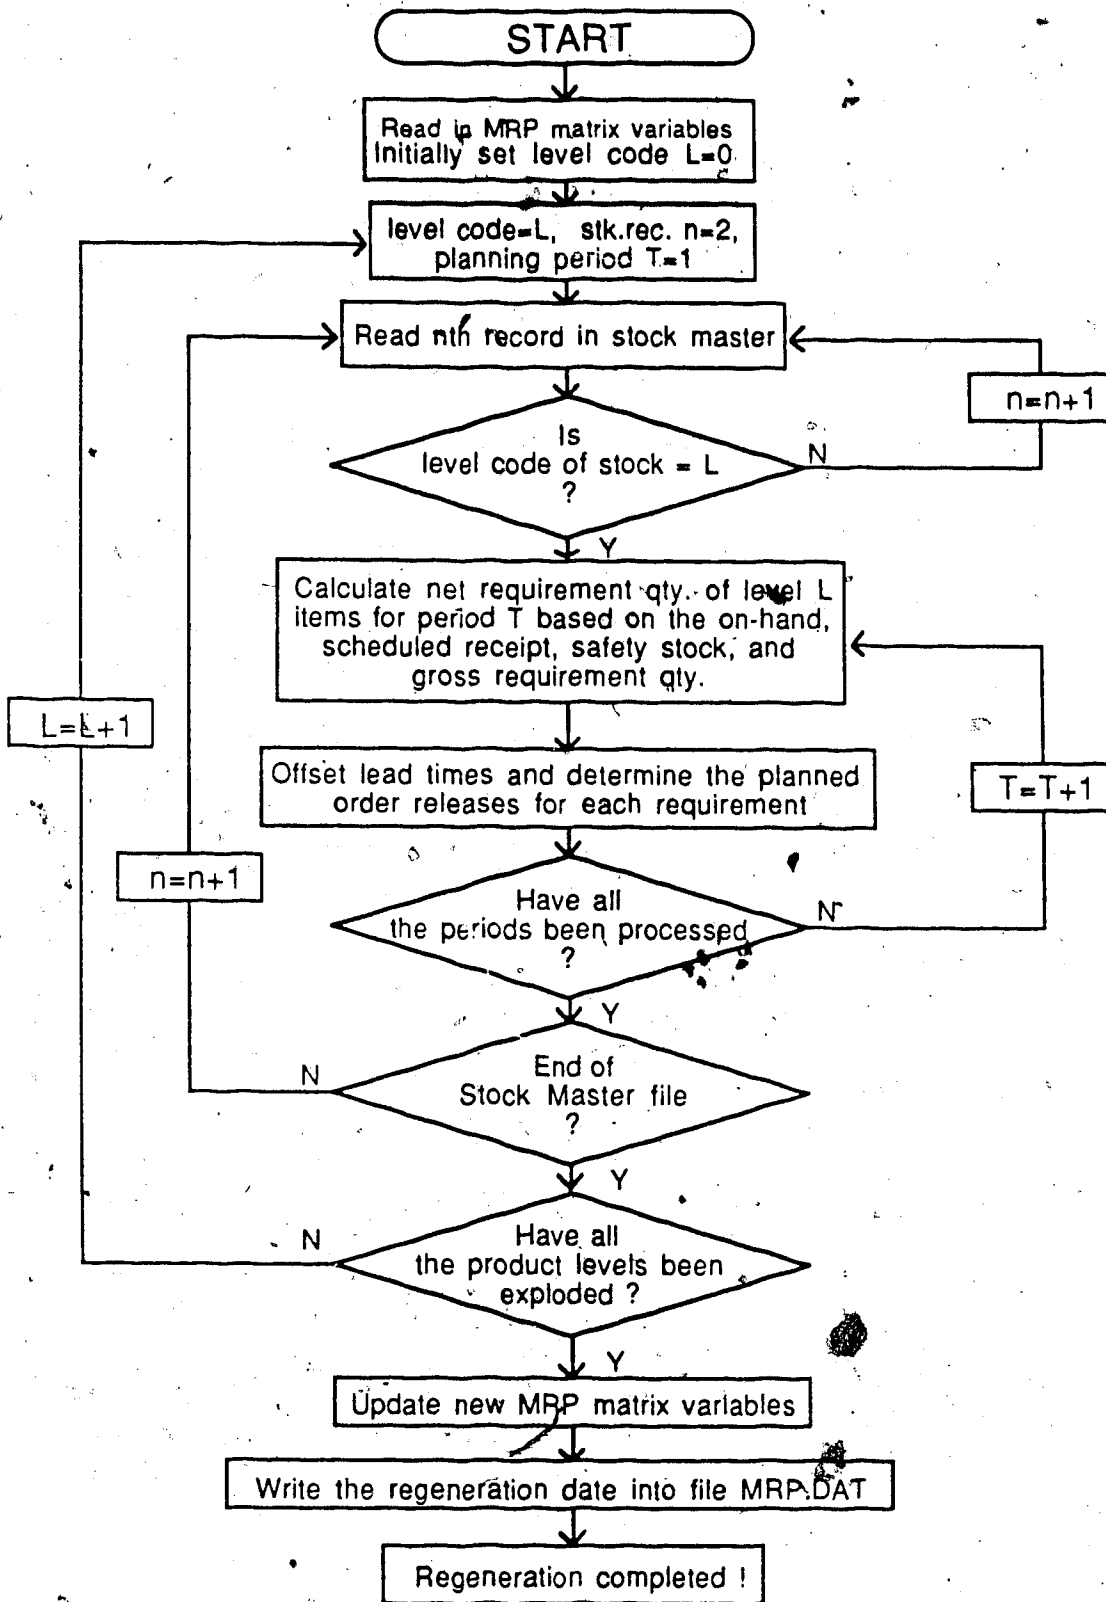 START
Read in MRP matrix variables
Initially set level code L=0
level code=L, stk.rec. n=2,
planning period T=1
Read nth record in stock master
n=n+1
Is
level code of stock = L
?
N
Y
Calculate net requirement qty. of level L
items for period T based on the on-hand,
scheduled receipt, safety stock, and
gross requirement qty.
L=L+1
Offset lead times and determine the planned
order releases for each requirement
T=T+1
n=n+1
Have all
the periods been processed
?
N
Y
End of
Stock Master file
?
N
Y
Have all
the product levels been
exploded ?
N
Y
Update new MRP matrix variables
Write the regeneration date into file MRP.DAT
Regeneration completed !